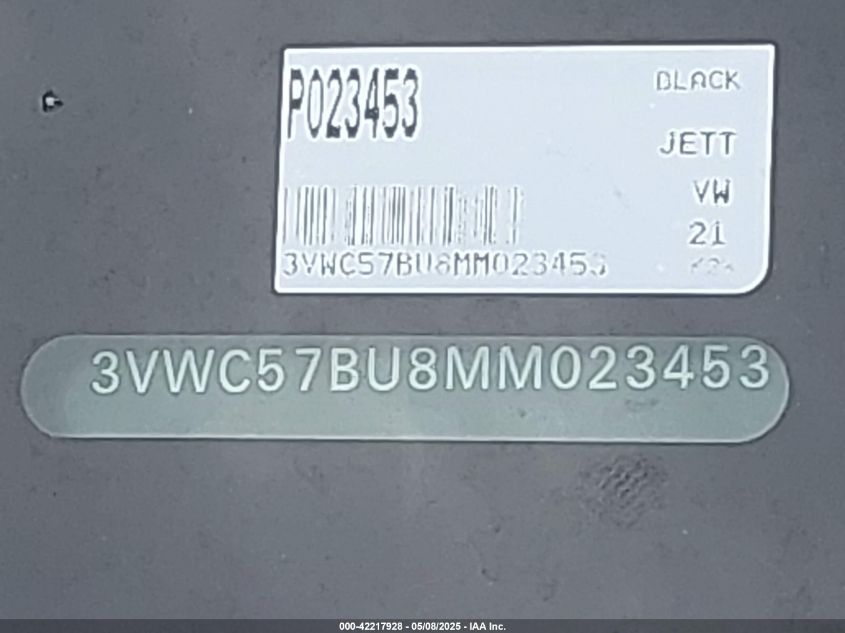 P023453
BLACK
JETT
VW
21
3VWC57BU8MM023453
3VWC57BU8MM023453
000-42217928 - 05/08/2025 - IAA Inc.